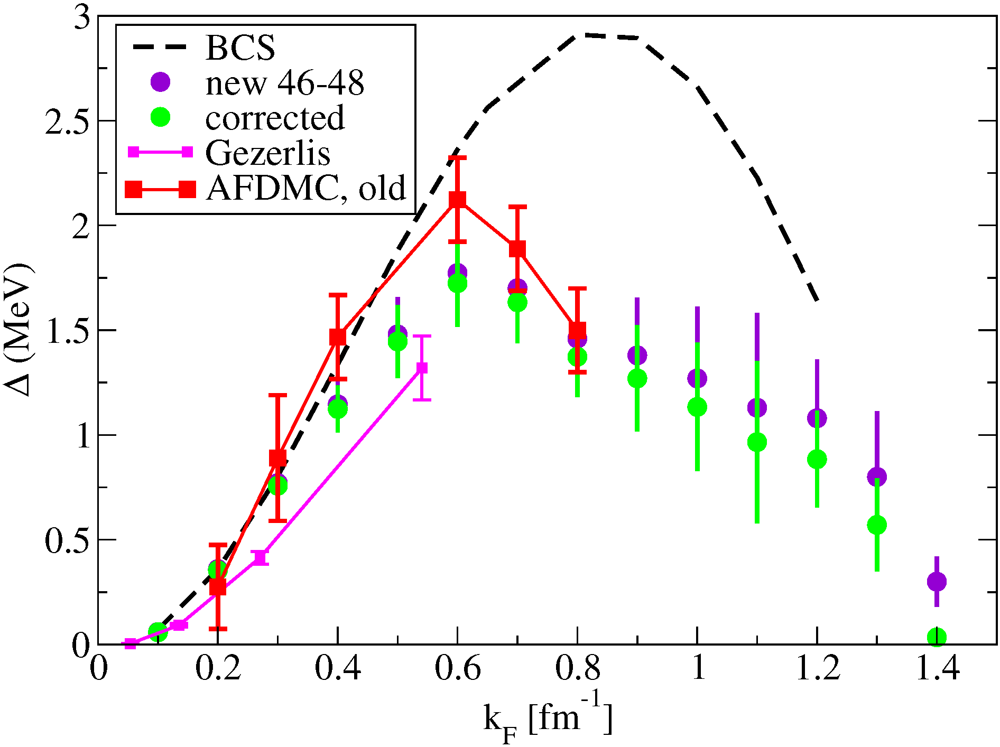 3
2.5
2
1.5
1
0.5
0
Δ (MeV)
BCS
new 46-48
corrected
Gezerlis
AFDMC, old
0 0.2 0.4 0.6 0.8 1 1.2 1.4
k_F [fm^-1]